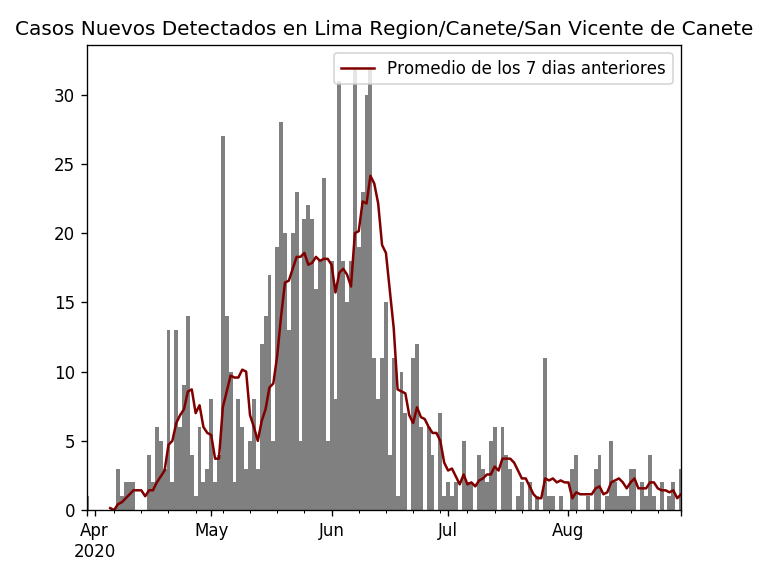 Casos Nuevos Detectados en Lima Region/Canete/San Vicente de Canete
Promedio de los 7 dias anteriores
30
25
20
15
10
5
0
Apr May Jun Jul Aug
2020